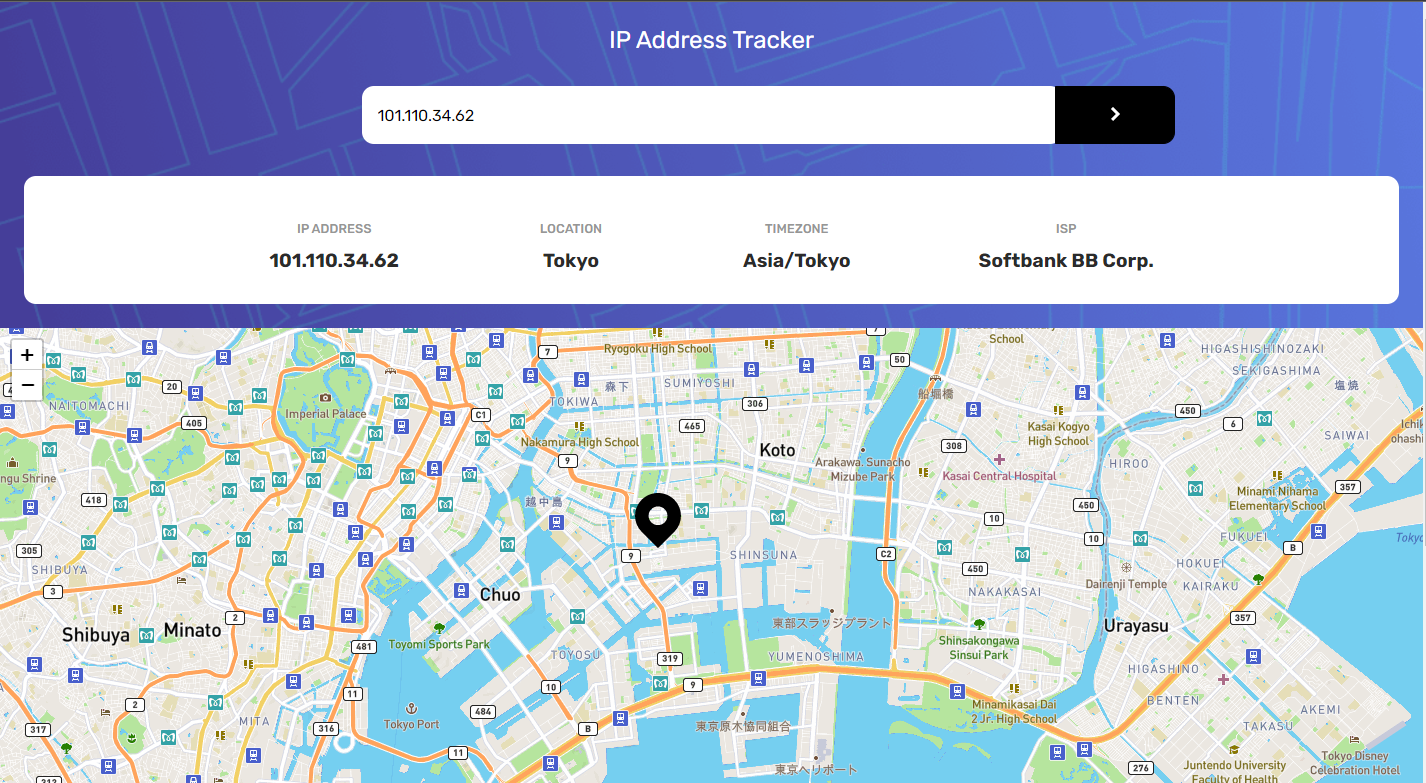 IP Address Tracker
101.110.34.62
IP ADDRESS
101.110.34.62
LOCATION
Tokyo
TIMEZONE
Asia/Tokyo
ISP
Softbank BB Corp.
+
−
Ryogoku High School
School
HIGASHISHINOZAKI
SEKIGASHIMA
塩焼
7
50
20
NAITOMACHI
Imperial Palace
405
C1
TOKIWA
森下
SUMIYOSHI
306
465
船堀橋
450
6
Nakamura High School
9
Koto
Arakawa. Sunacho
Mizube Park
308
Kasai Kogyo
High School
Kasai Central Hospital
HIROO
SAIWAI
ngu Shrine
418
越中島
10
450
Minami Nihama
Elementary School
357
305
SHIBUYA
3
9
SHINSUNA
C2
10
FUKUEI
B
HOKUEI
KAIRAKU
450
NAKAKASAI
Dairenji Temple
Chuo
Shibuya
Minato
2
481
Toyomi Sports Park
TOYOSU
東部スラッジプラント
YUMENOSHIMA
Shinsakongawa
Sinsui Park
Urayasu
357
319
9
HIGASHINO
BENTEN
2
11
10
484
Tokyo Port
MITA
316
317
B
11
東京原木協同組合
東京ヘリポート
Minamikasai Dai
2 Jr. High School
AKEMI
TAKASU
276
Juntendo University
Faculty of Health
Tokyo Disney
Celebration Hotel
312